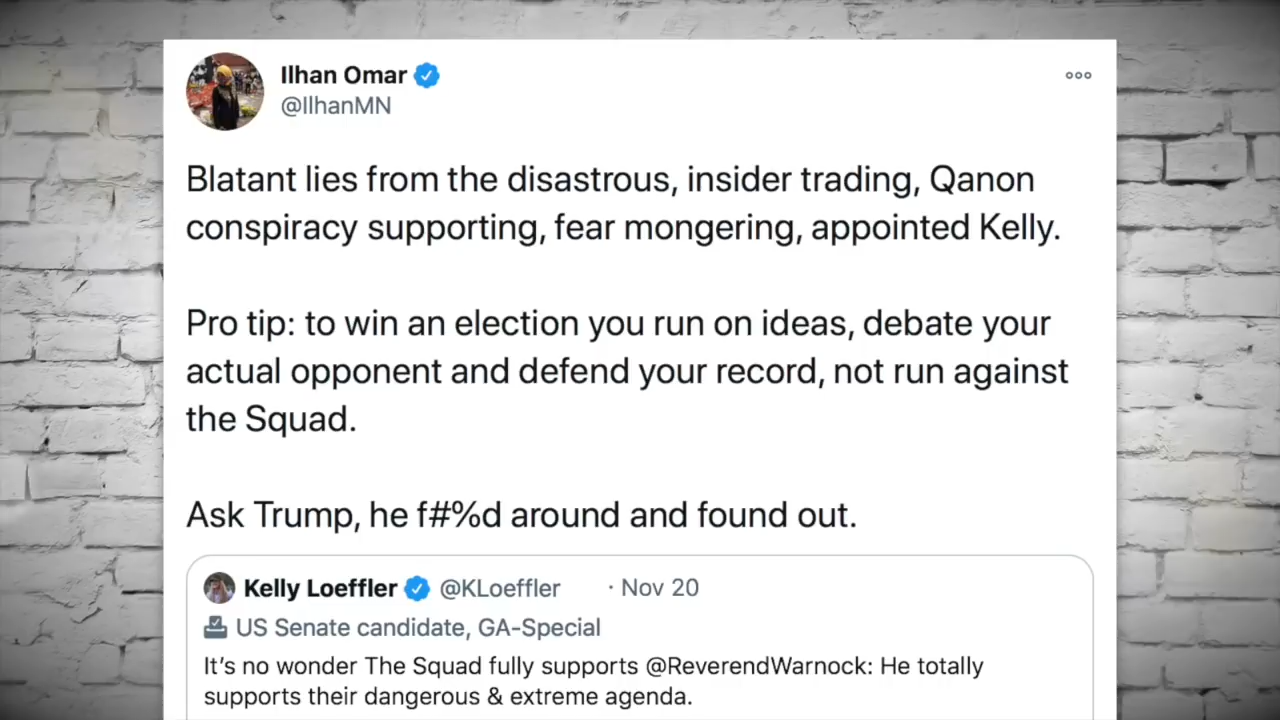 Ilhan Omar
@IlhanMN
Blatant lies from the disastrous, insider trading, Qanon
conspiracy supporting, fear mongering, appointed Kelly.
Pro tip: to win an election you run on ideas, debate your
actual opponent and defend your record, not run against
the Squad.
Ask Trump, he f#%d around and found out.
Kelly Loeffler @KLoeffler · Nov 20
US Senate candidate, GA-Special
It’s no wonder The Squad fully supports @ReverendWarnock: He totally
supports their dangerous & extreme agenda.